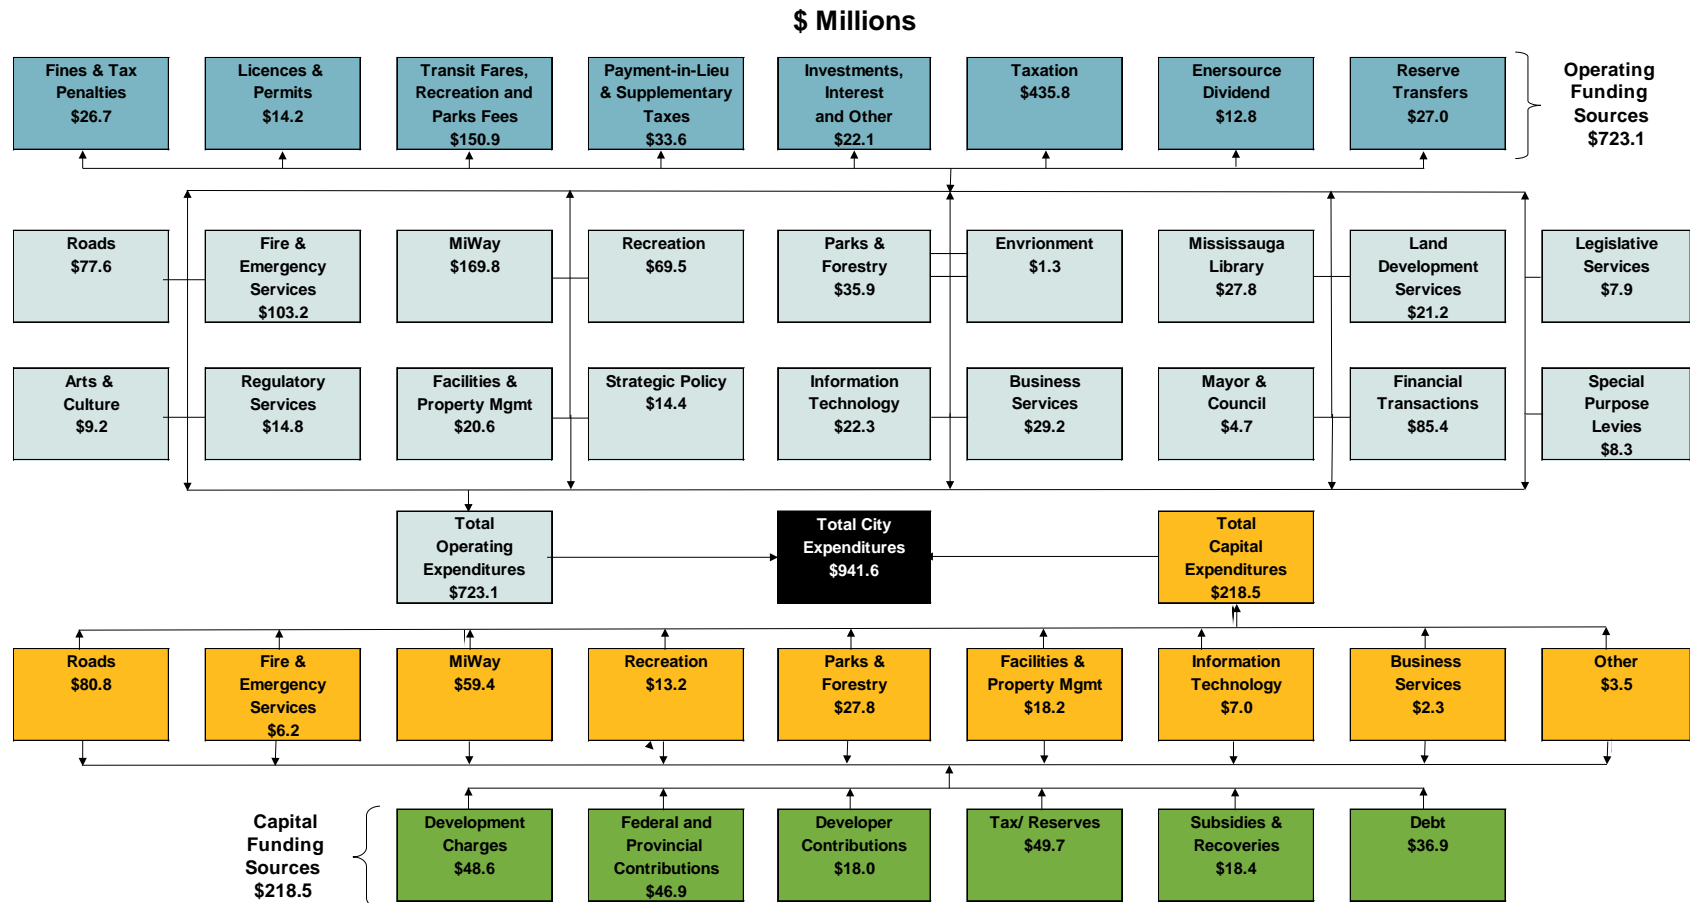 $ Millions
Fines & Tax
Penalties
$26.7
Licences &
Permits
$14.2
Transit Fares,
Recreation and
Parks Fees
$150.9
Payment-in-Lieu
& Supplementary
Taxes
$33.6
Investments,
Interest
and Other
$22.1
Taxation
$435.8
Enersource
Dividend
$12.8
Reserve
Transfers
$27.0
Operating
Funding
Sources
$723.1
Roads
$77.6
Fire &
Emergency
Services
$103.2
MiWay
$169.8
Recreation
$69.5
Parks &
Forestry
$35.9
Envrionment
$1.3
Mississauga
Library
$27.8
Land
Development
Services
$21.2
Legislative
Services
$7.9
Arts &
Culture
$9.2
Regulatory
Services
$14.8
Facilities &
Property Mgmt
$20.6
Strategic Policy
$14.4
Information
Technology
$22.3
Business
Services
$29.2
Mayor &
Council
$4.7
Financial
Transactions
$85.4
Special
Purpose
Levies
$8.3
Total
Operating
Expenditures
$723.1
Total City
Expenditures
$941.6
Total
Capital
Expenditures
$218.5
Roads
$80.8
Fire &
Emergency
Services
$6.2
MiWay
$59.4
Recreation
$13.2
Parks &
Forestry
$27.8
Facilities &
Property Mgmt
$18.2
Information
Technology
$7.0
Business
Services
$2.3
Other
$3.5
Capital
Funding
Sources
$218.5
Development
Charges
$48.6
Federal and
Provincial
Contributions
$46.9
Developer
Contributions
$18.0
Tax/ Reserves
$49.7
Subsidies &
Recoveries
$18.4
Debt
$36.9